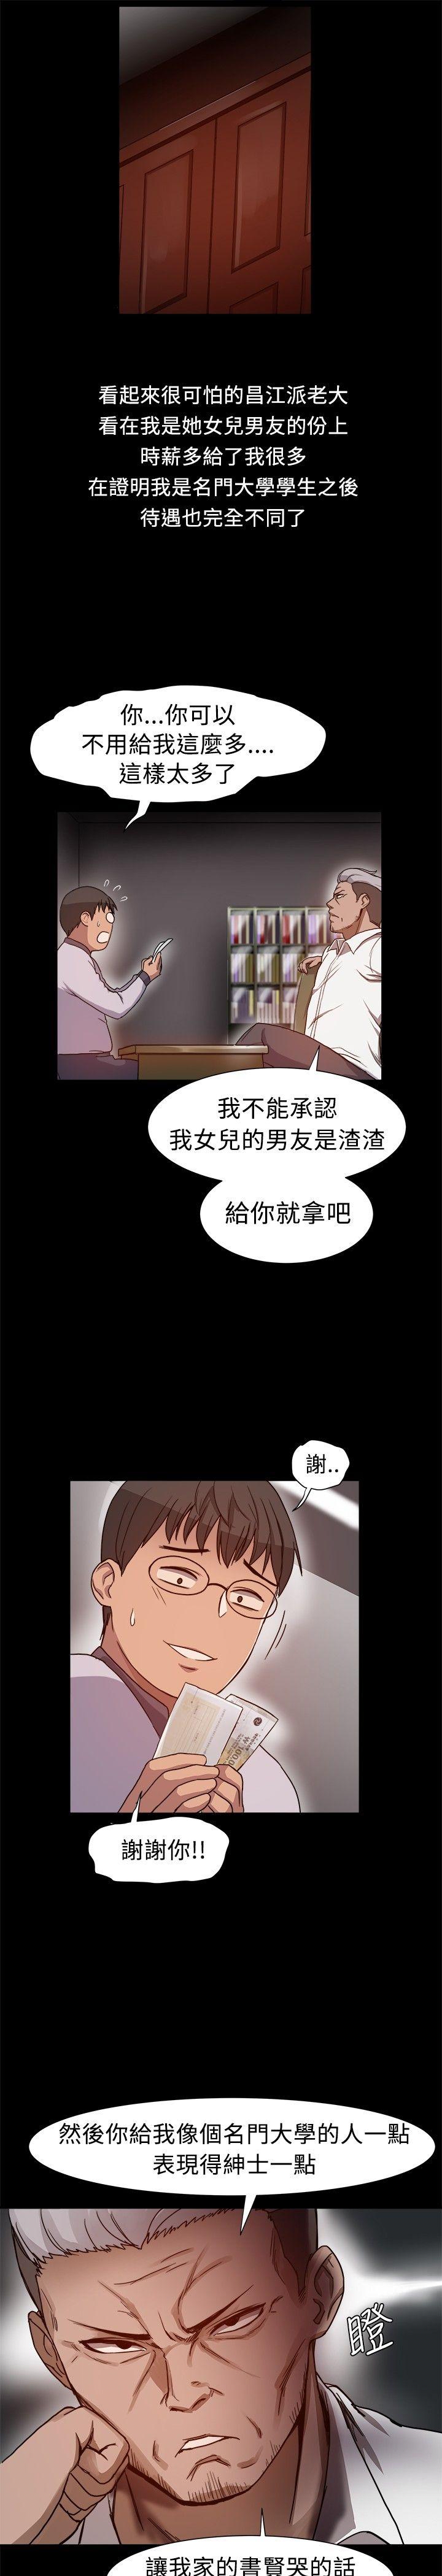 看起來很可怕的昌江派老大
看在我是她女兒男友的份上
時薪多給了我很多
在證明我是名門大學學生之後
待遇也完全不同了
你...你可以
不用給我這麼多....
這樣太多了
我不能承認
我女兒的男友是渣渣
給你就拿吧
謝..
謝謝你!!
然後你給我像個名門大學的人一點
表現得紳士一點
瞪
讓我家的書賢哭的話